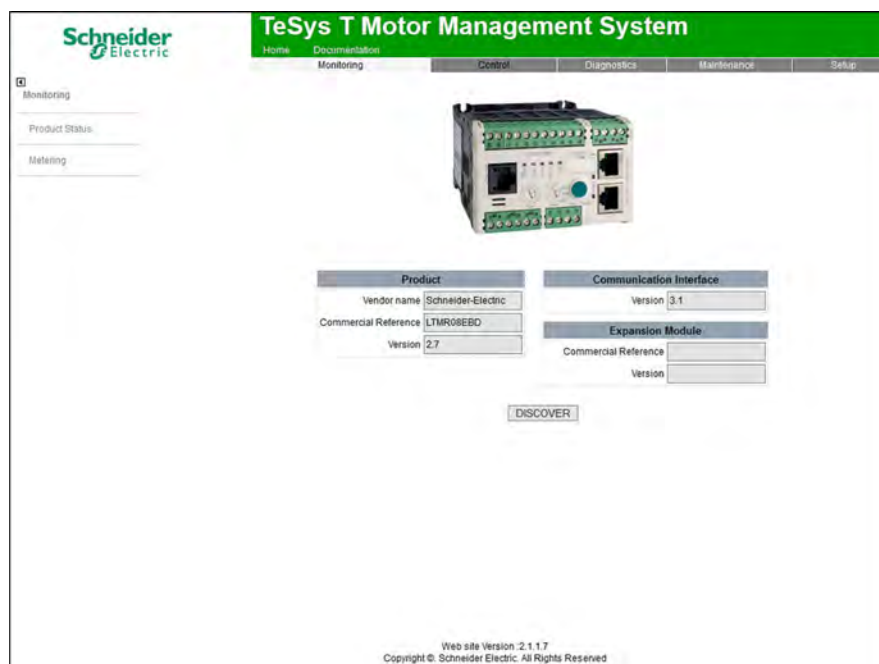 Schneider Electric
TeSys T Motor Management System
Home Documentation
Monitoring Control Diagnostics Maintenance Setup
Monitoring
Product Status
Metering
Product
Vendor name Schneider-Electric
Commercial Reference LTMR08EBD
Version 2.7
Communication Interface
Version 3.1
Expansion Module
Commercial Reference
Version
DISCOVER
Web site Version :2.1.1.7
Copyright ©. Schneider Electric. All Rights Reserved